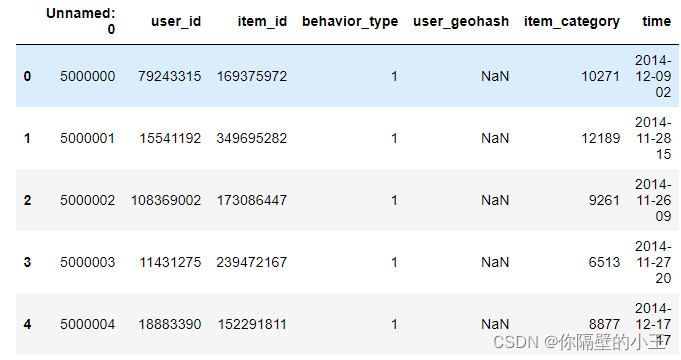 Unnamed: 0 user_id item_id behavior_type user_geohash item_category time
0 5000000 79243315 169375972 1 NaN 10271 2014-12-09 02
1 5000001 15541192 349695282 1 NaN 12189 2014-11-28 15
2 5000002 108369002 173086447 1 NaN 9261 2014-11-26 09
3 5000003 11431275 239472167 1 NaN 6513 2014-11-27 20
4 5000004 18883390 152291811 1 NaN 8877 2014-12-17 17
CSDN @你隔壁的小王